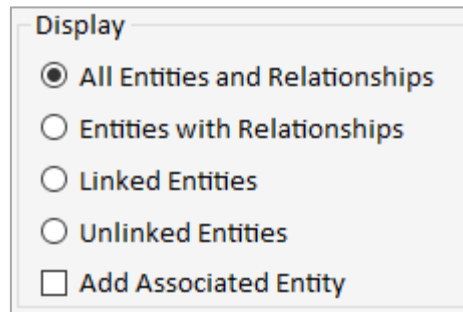 Display
All Entities and Relationships
Entities with Relationships
Linked Entities
Unlinked Entities
Add Associated Entity